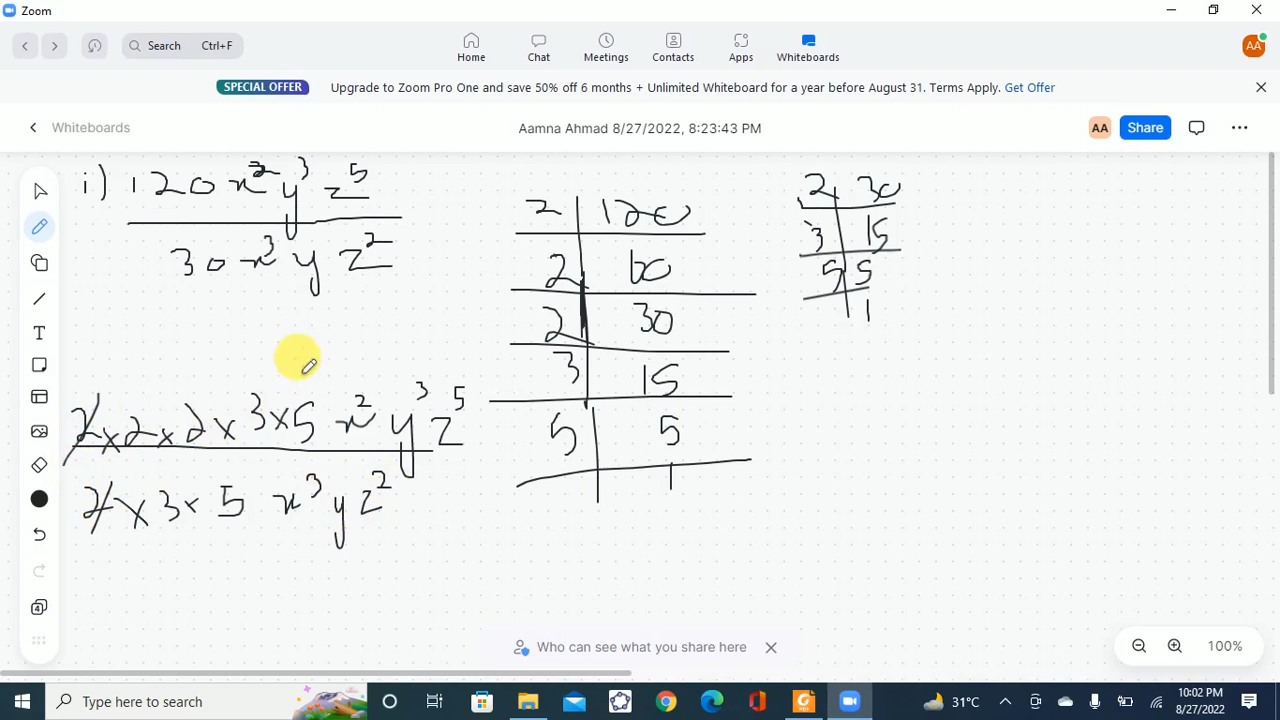 Zoom
Search Ctrl+F
Home Chat Meetings Contacts Apps Whiteboards
AA
SPECIAL OFFER Upgrade to Zoom Pro One and save 50% off 6 months + Unlimited Whiteboard for a year before August 31. Terms Apply. Get Offer
Whiteboards
Aamna Ahmad 8/27/2022, 8:23:43 PM
AA Share
i) 120 x² y³ z⁵
30 x³ y z²
2 × 2 × 2 × 3 × 5 x² y³ z⁵
2 × 3 × 5 x³ y z²
2 120
2 60
2 30
3 15
5 5
1
2 30
3 15
5 5
1
Who can see what you share here
100%
Type here to search
31°C
10:02 PM
8/27/2022